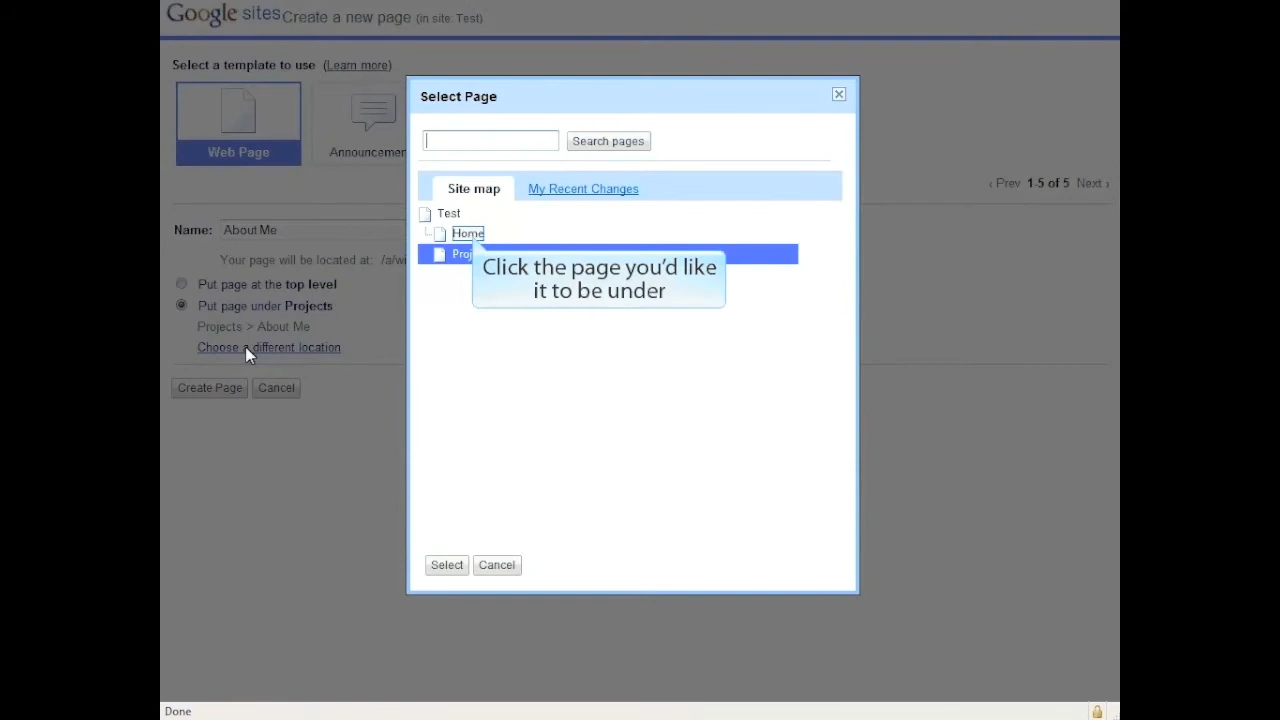 Google sites Create a new page (in site: Test)
Select a template to use (Learn more)
Web Page
Announcemen
‹ Prev 1-5 of 5 Next ›
Name: About Me
Your page will be located at: /a/wi
Put page at the top level
Put page under Projects
Projects > About Me
Choose a different location
Create Page Cancel
Select Page
Search pages
Site map My Recent Changes
Test
Home
Proj
Click the page you’d like
it to be under
Select Cancel
Done